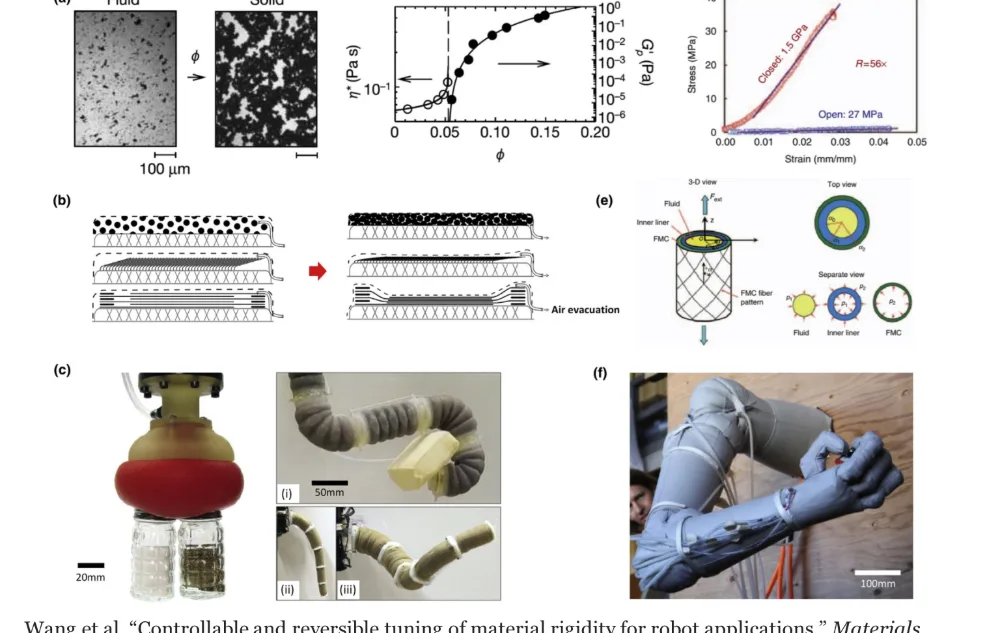 (a)
Fluid
Solid
ϕ
100 μm
η* (Pa s)
10⁻¹
0 0.05 0.10 0.15 0.20
ϕ
10⁰
10⁻¹
10⁻²
10⁻³
10⁻⁴
10⁻⁵
10⁻⁶
G'p (Pa)
Stress (MPa)
30
20
10
0
Closed: 1.5 GPa
R=56×
Open: 27 MPa
0.00 0.01 0.02 0.03 0.04 0.05
Strain (mm/mm)
(b)
Air evacuation
(e)
3-D view
Fluid
Inner liner
FMC
Fext
z
FMC fiber
pattern
Top view
Separate view
p1
p2
p1
p2
Fluid
Inner liner
FMC
(c)
20mm
(i)
50mm
(ii)
(iii)
(f)
100mm
Wang et al. “Controllable and reversible tuning of material rigidity for robot applications.” Materials